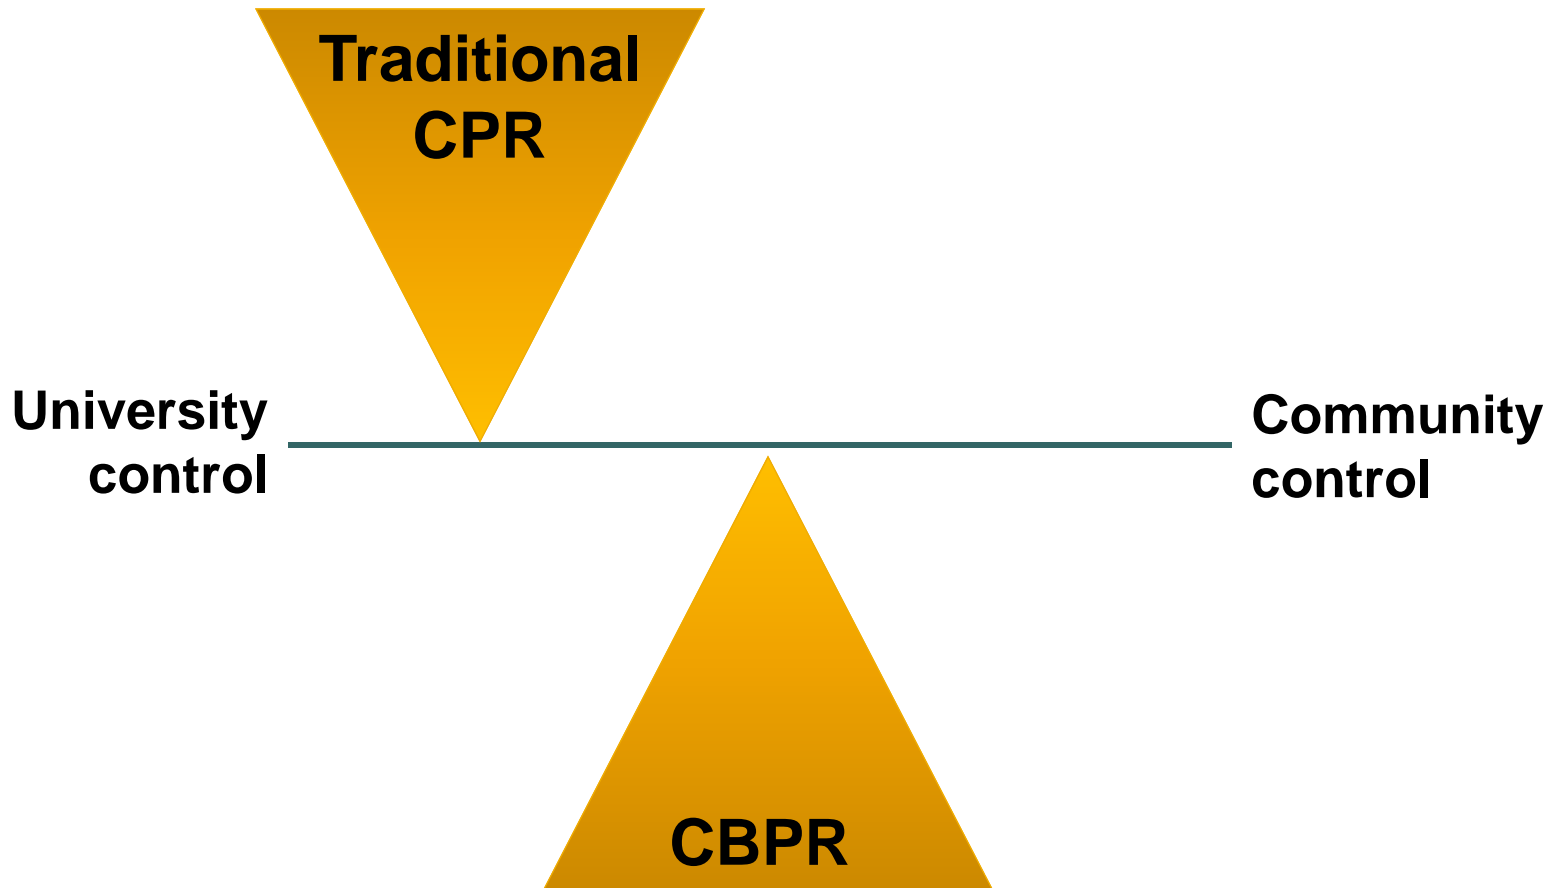 Traditional
CPR
University
control
Community
control
CBPR